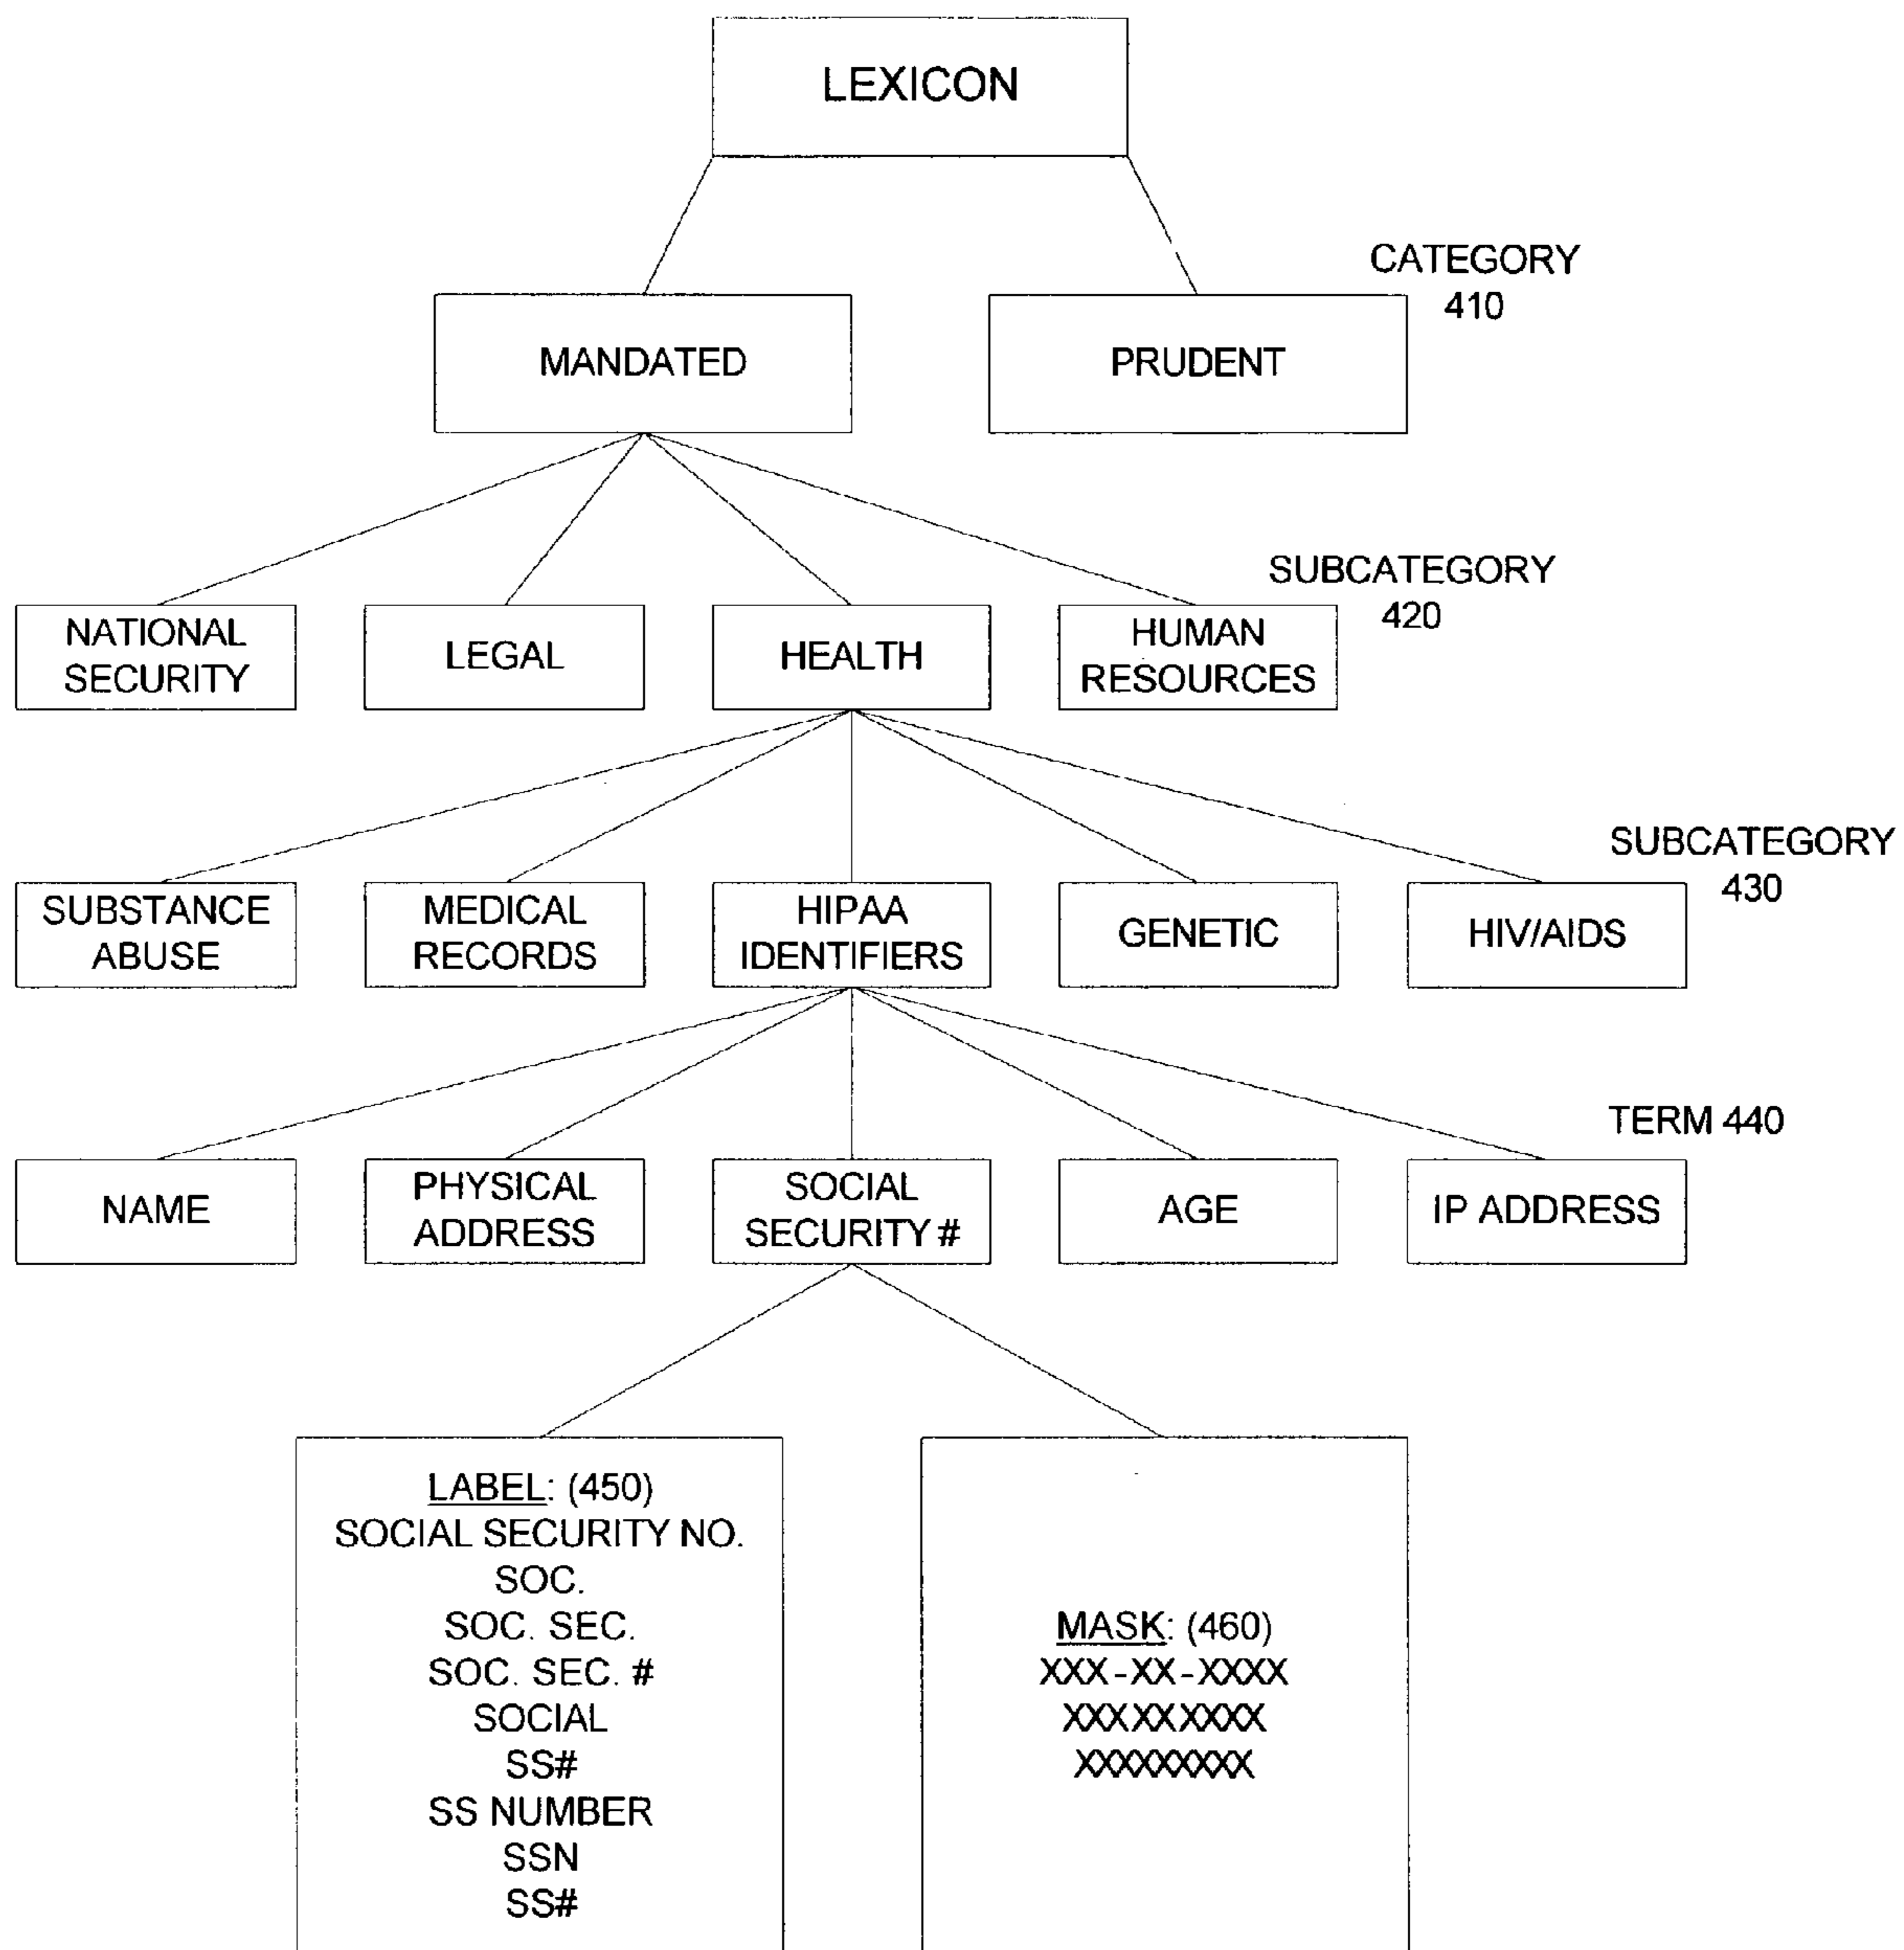 LEXICON
CATEGORY
410
MANDATED
PRUDENT
SUBCATEGORY
420
NATIONAL
SECURITY
LEGAL
HEALTH
HUMAN
RESOURCES
SUBCATEGORY
430
SUBSTANCE
ABUSE
MEDICAL
RECORDS
HIPAA
IDENTIFIERS
GENETIC
HIV/AIDS
TERM 440
NAME
PHYSICAL
ADDRESS
SOCIAL
SECURITY #
AGE
IP ADDRESS
LABEL: (450)
SOCIAL SECURITY NO.
SOC.
SOC. SEC.
SOC. SEC. #
SOCIAL
SS#
SS NUMBER
SSN
SS#
MASK: (460)
XXX-XX-XXXX
XXX XX XXXX
XXXXXXXXX